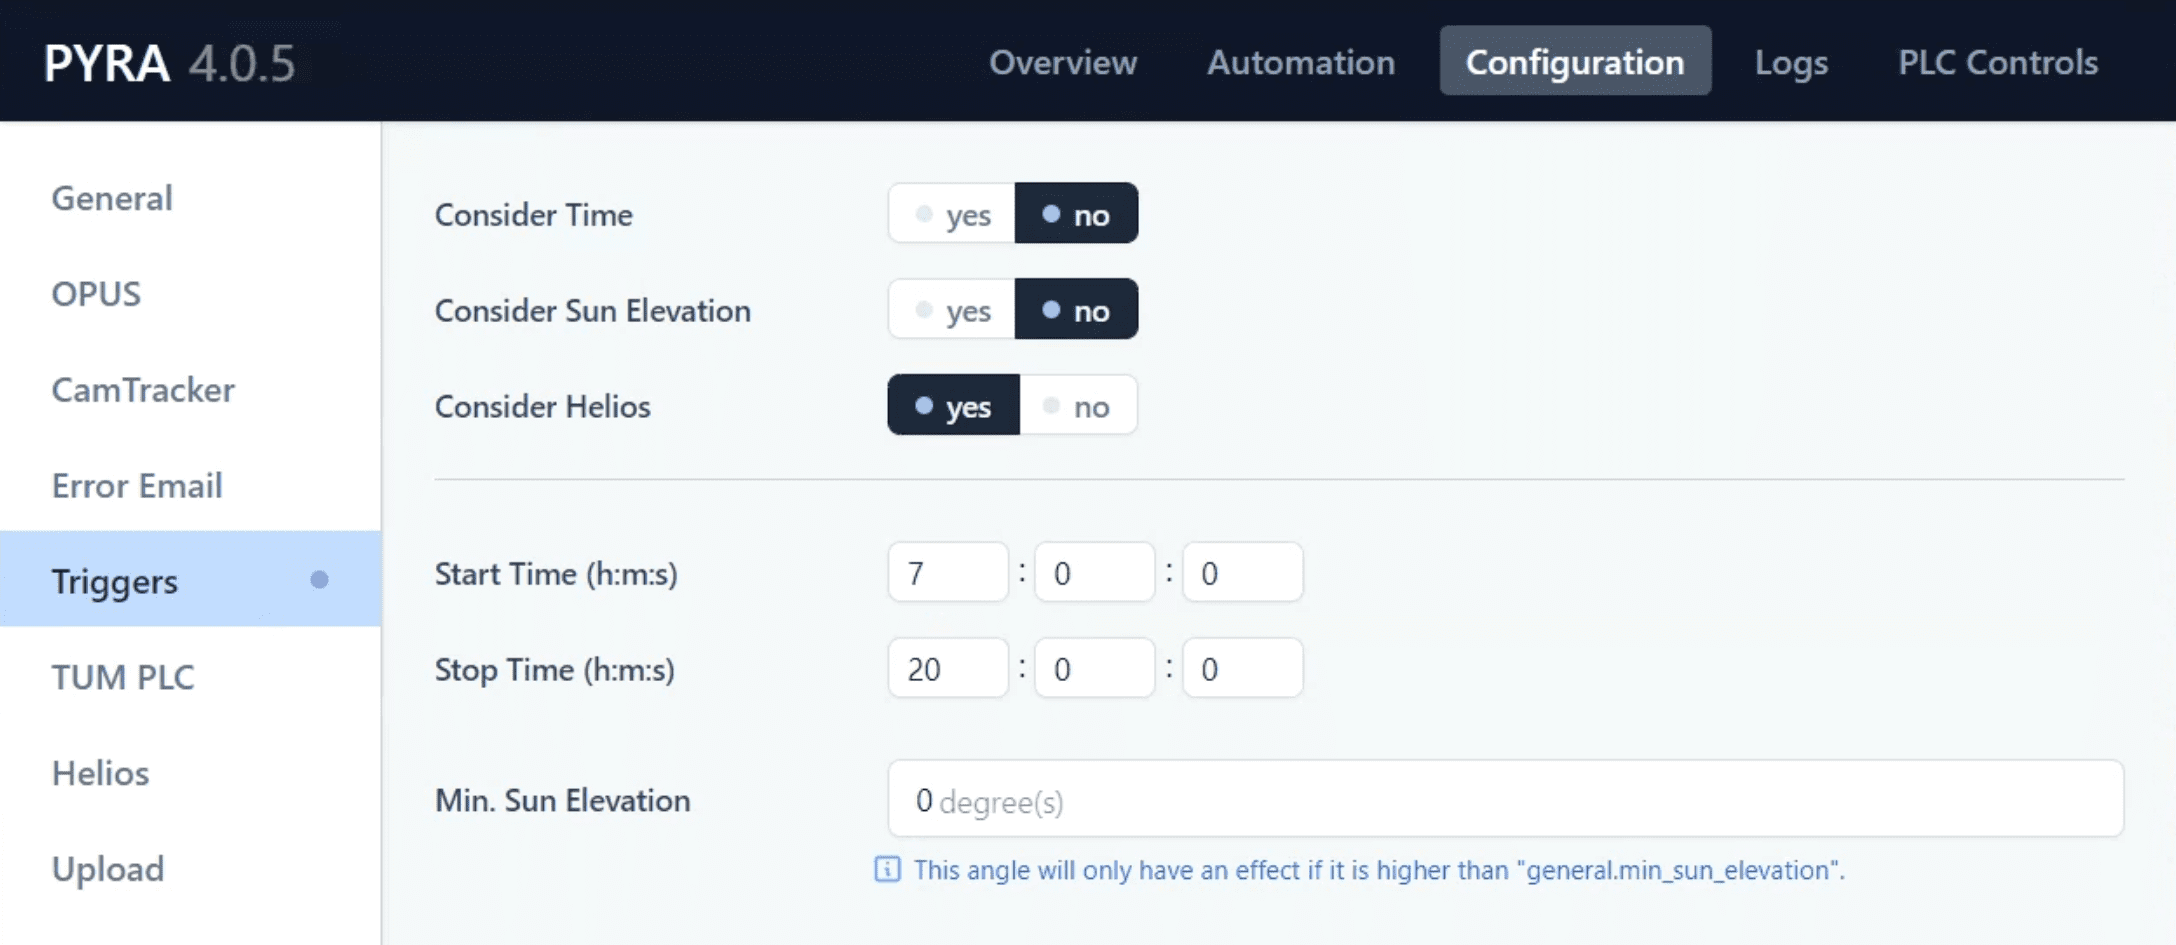 PYRA 4.0.5 Overview Automation Configuration Logs PLC Controls
General
OPUS
CamTracker
Error Email
Triggers
TUM PLC
Helios
Upload
Consider Time yes no
Consider Sun Elevation yes no
Consider Helios yes no
Start Time (h:m:s) 7 : 0 : 0
Stop Time (h:m:s) 20 : 0 : 0
Min. Sun Elevation 0 degree(s)
This angle will only have an effect if it is higher than "general.min_sun_elevation".